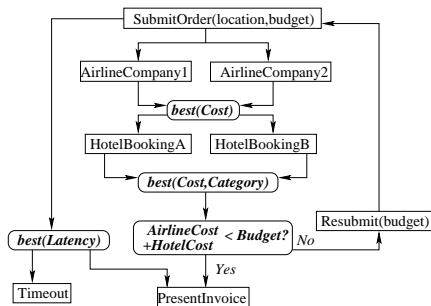 SubmitOrder(location,budget)
AirlineCompany1
AirlineCompany2
best(Cost)
HotelBookingA
HotelBookingB
best(Cost,Category)
AirlineCost
+HotelCost
< Budget?
No
Resubmit(budget)
best(Latency)
Yes
Timeout
PresentInvoice